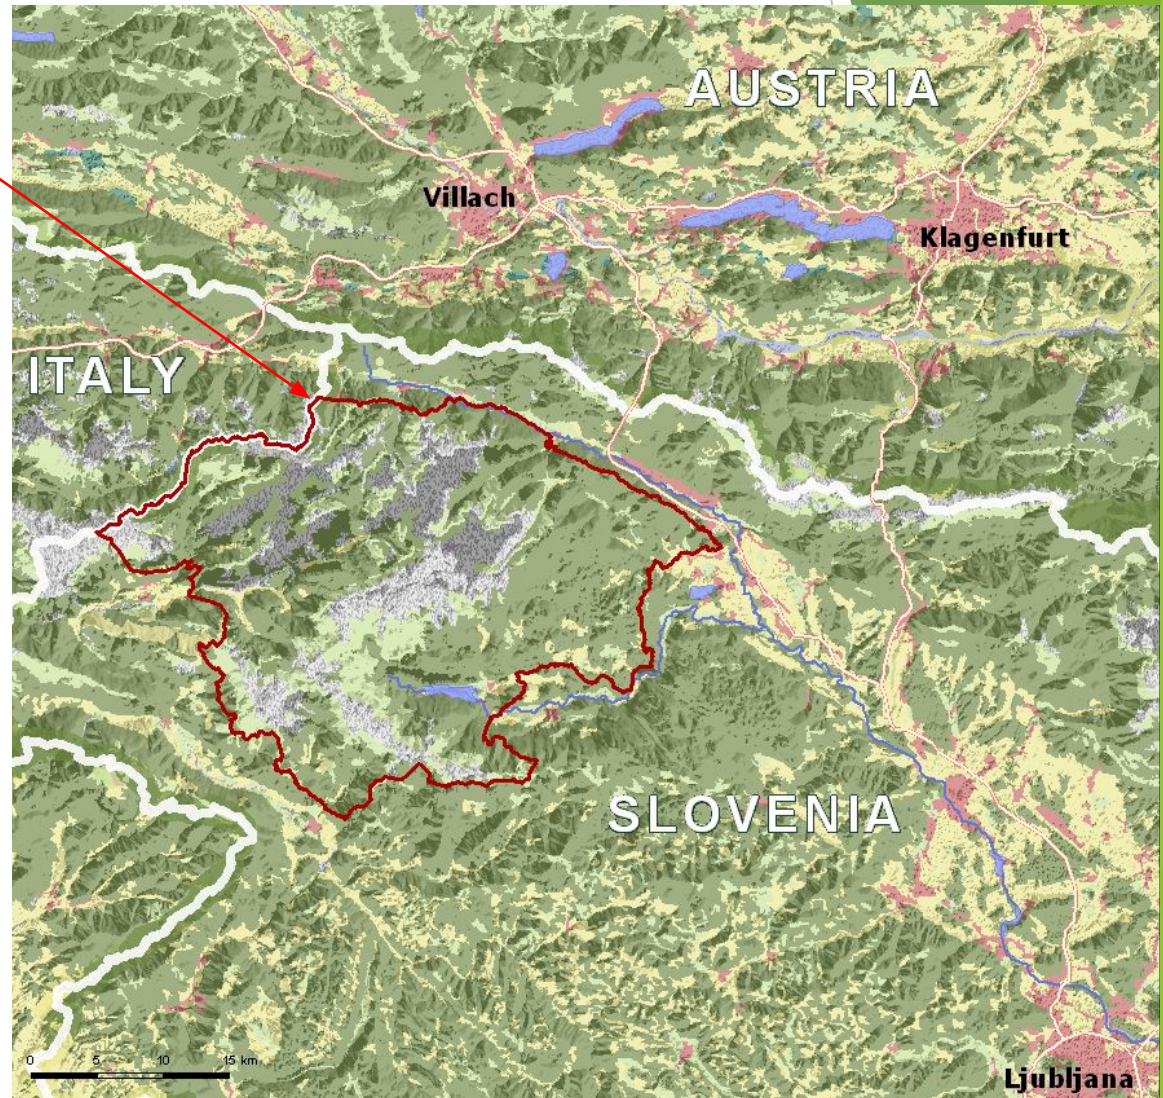 AUSTRIA
Villach
Klagenfurt
ITALY
SLOVENIA
0 5 10 15 km
Ljubljana